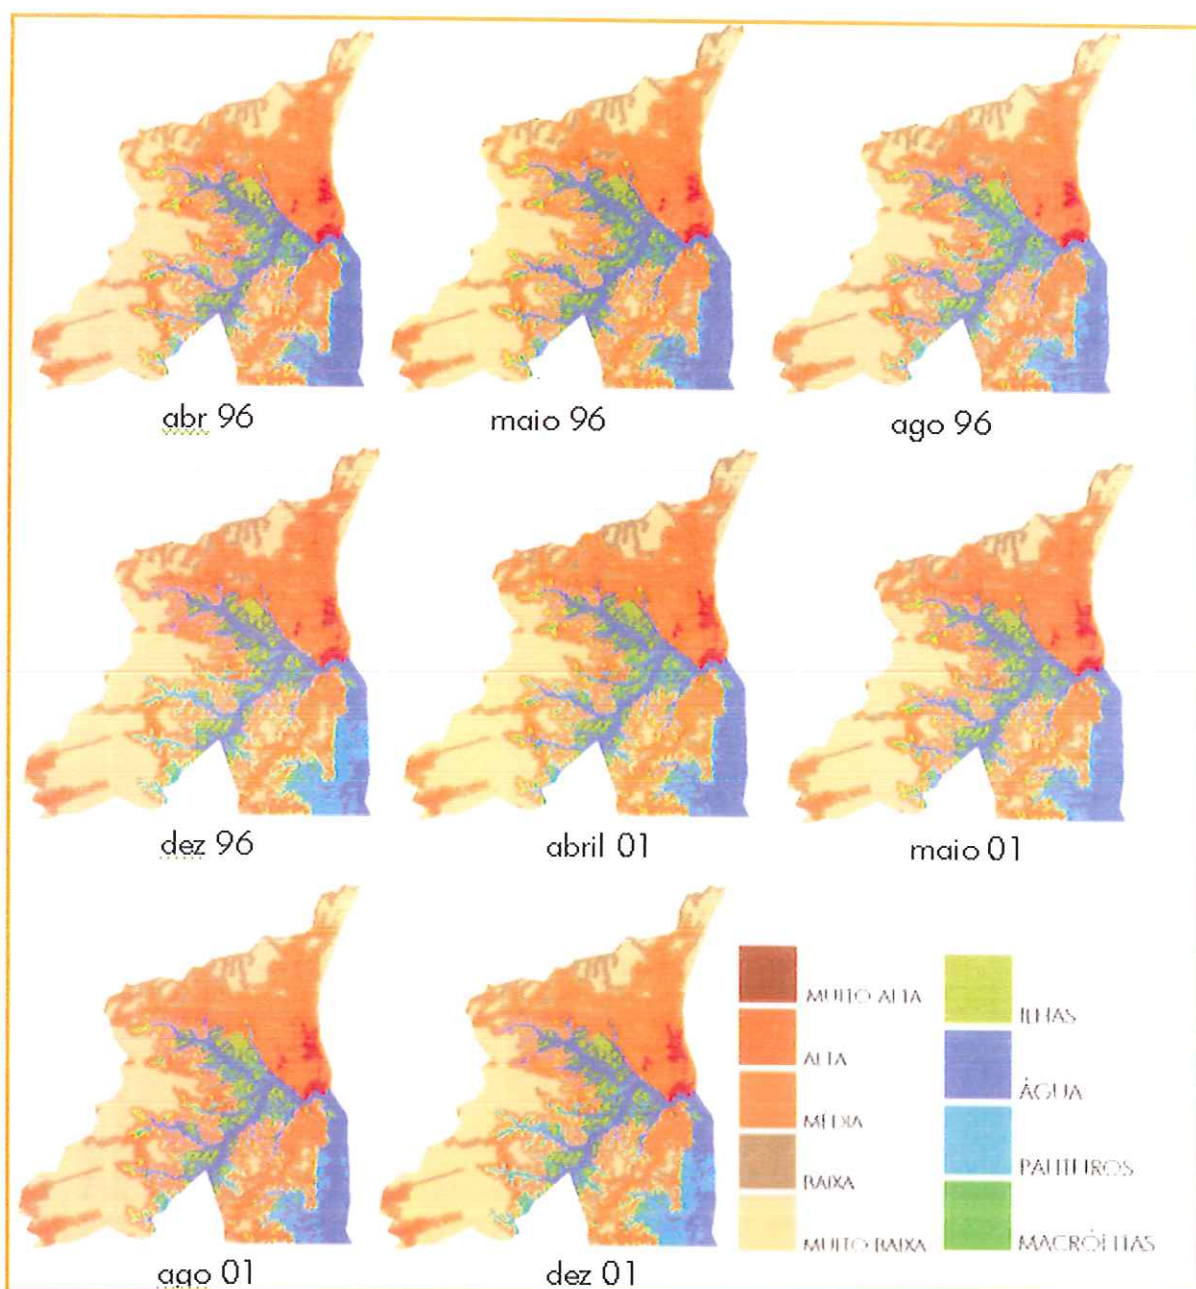 abr 96
maio 96
ago 96
dez 96
abril 01
maio 01
ago 01
dez 01
MUITO ALTA
ALTA
MÉDIA
BAIXA
MUITO BAIXA
ILHAS
ÁGUA
PALITEIROS
MACRÓFITAS